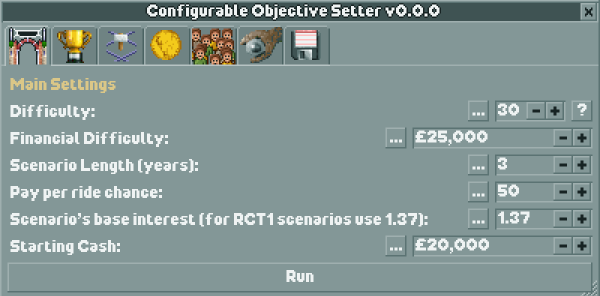 Configurable Objective Setter v0.0.0 ×
Main Settings
Difficulty: ... 30 - + ?
Financial Difficulty: ... £25,000 - +
Scenario Length (years): ... 3 - +
Pay per ride chance: ... 50 - +
Scenario's base interest (for RCT1 scenarios use 1.37): ... 1.37 - +
Starting Cash: ... £20,000 - +
Run